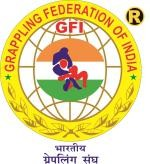 GRAPPLING FEDERATION OF INDIA
®
GFI
भारतीय
ग्रेपलिंग संघ